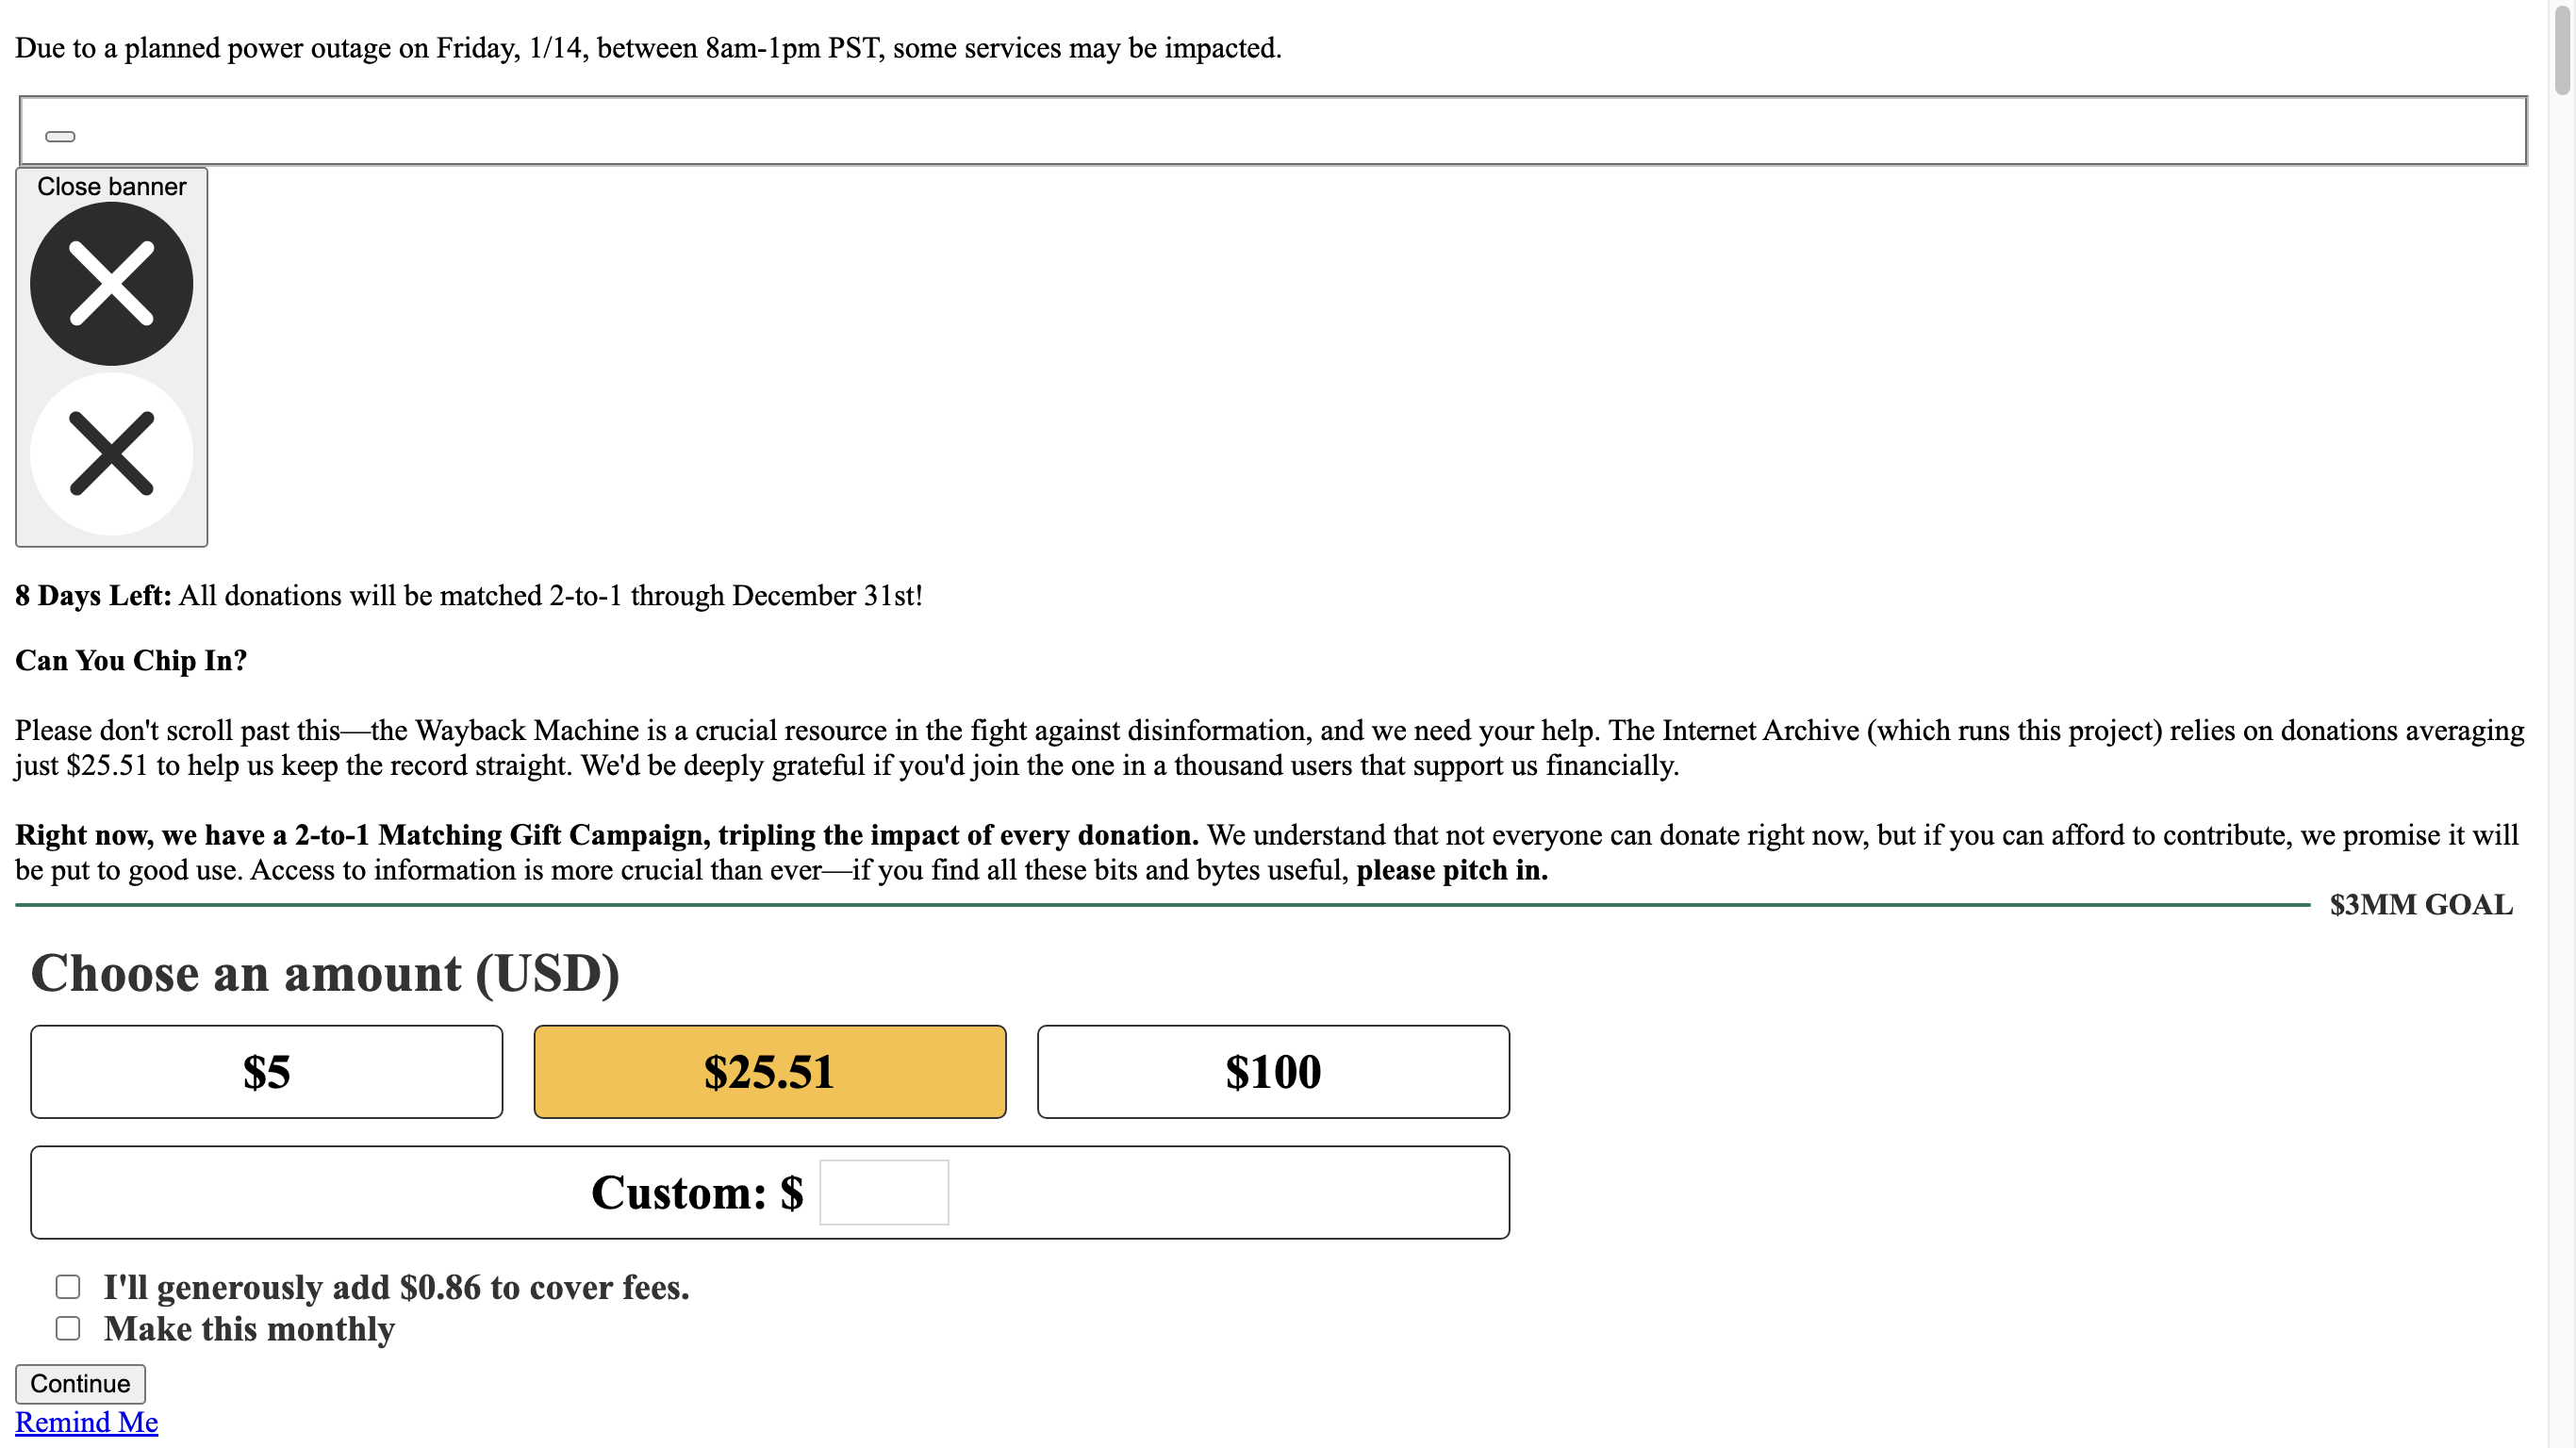 Due to a planned power outage on Friday, 1/14, between 8am-1pm PST, some services may be impacted.
Close banner
8 Days Left: All donations will be matched 2-to-1 through December 31st!
Can You Chip In?
Please don't scroll past this—the Wayback Machine is a crucial resource in the fight against disinformation, and we need your help. The Internet Archive (which runs this project) relies on donations averaging
just $25.51 to help us keep the record straight. We'd be deeply grateful if you'd join the one in a thousand users that support us financially.
Right now, we have a 2-to-1 Matching Gift Campaign, tripling the impact of every donation. We understand that not everyone can donate right now, but if you can afford to contribute, we promise it will
be put to good use. Access to information is more crucial than ever—if you find all these bits and bytes useful, please pitch in.
$3MM GOAL
Choose an amount (USD)
$5 $25.51 $100
Custom: $
I'll generously add $0.86 to cover fees.
Make this monthly
Continue
Remind Me